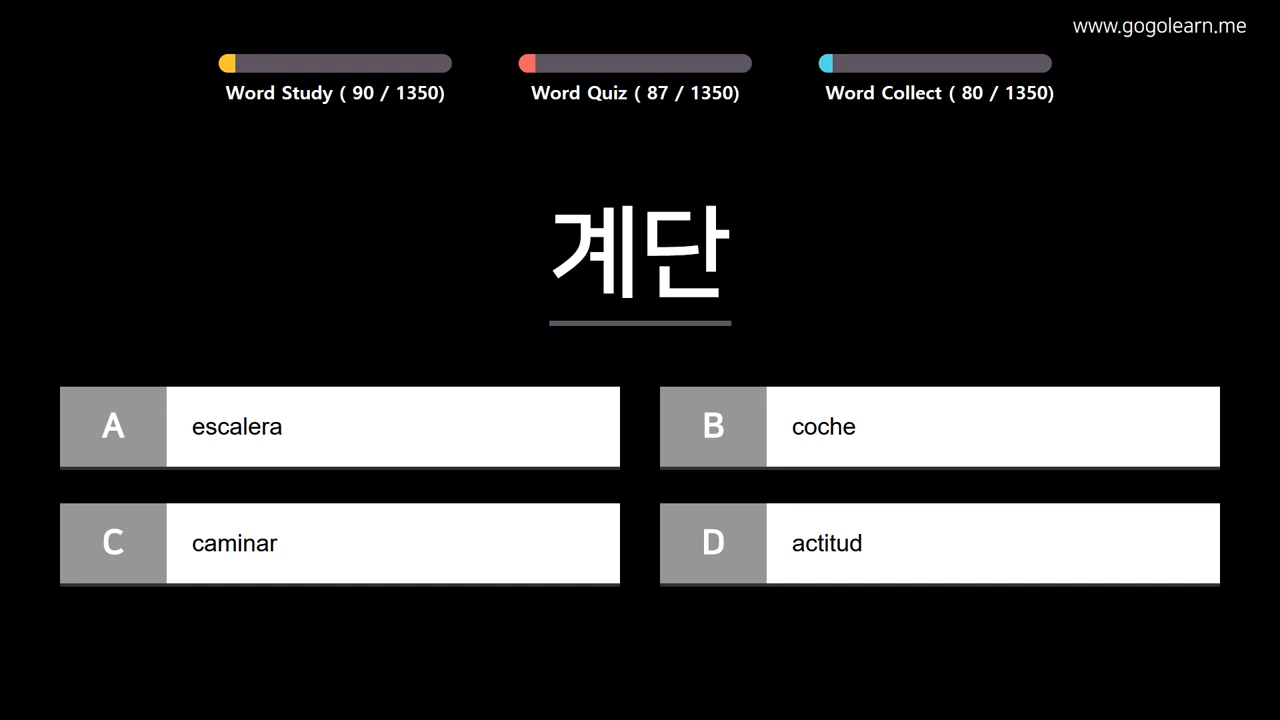 www.gogolearn.me
Word Study ( 90 / 1350)
Word Quiz ( 87 / 1350)
Word Collect ( 80 / 1350)
계단
A escalera
B coche
C caminar
D actitud